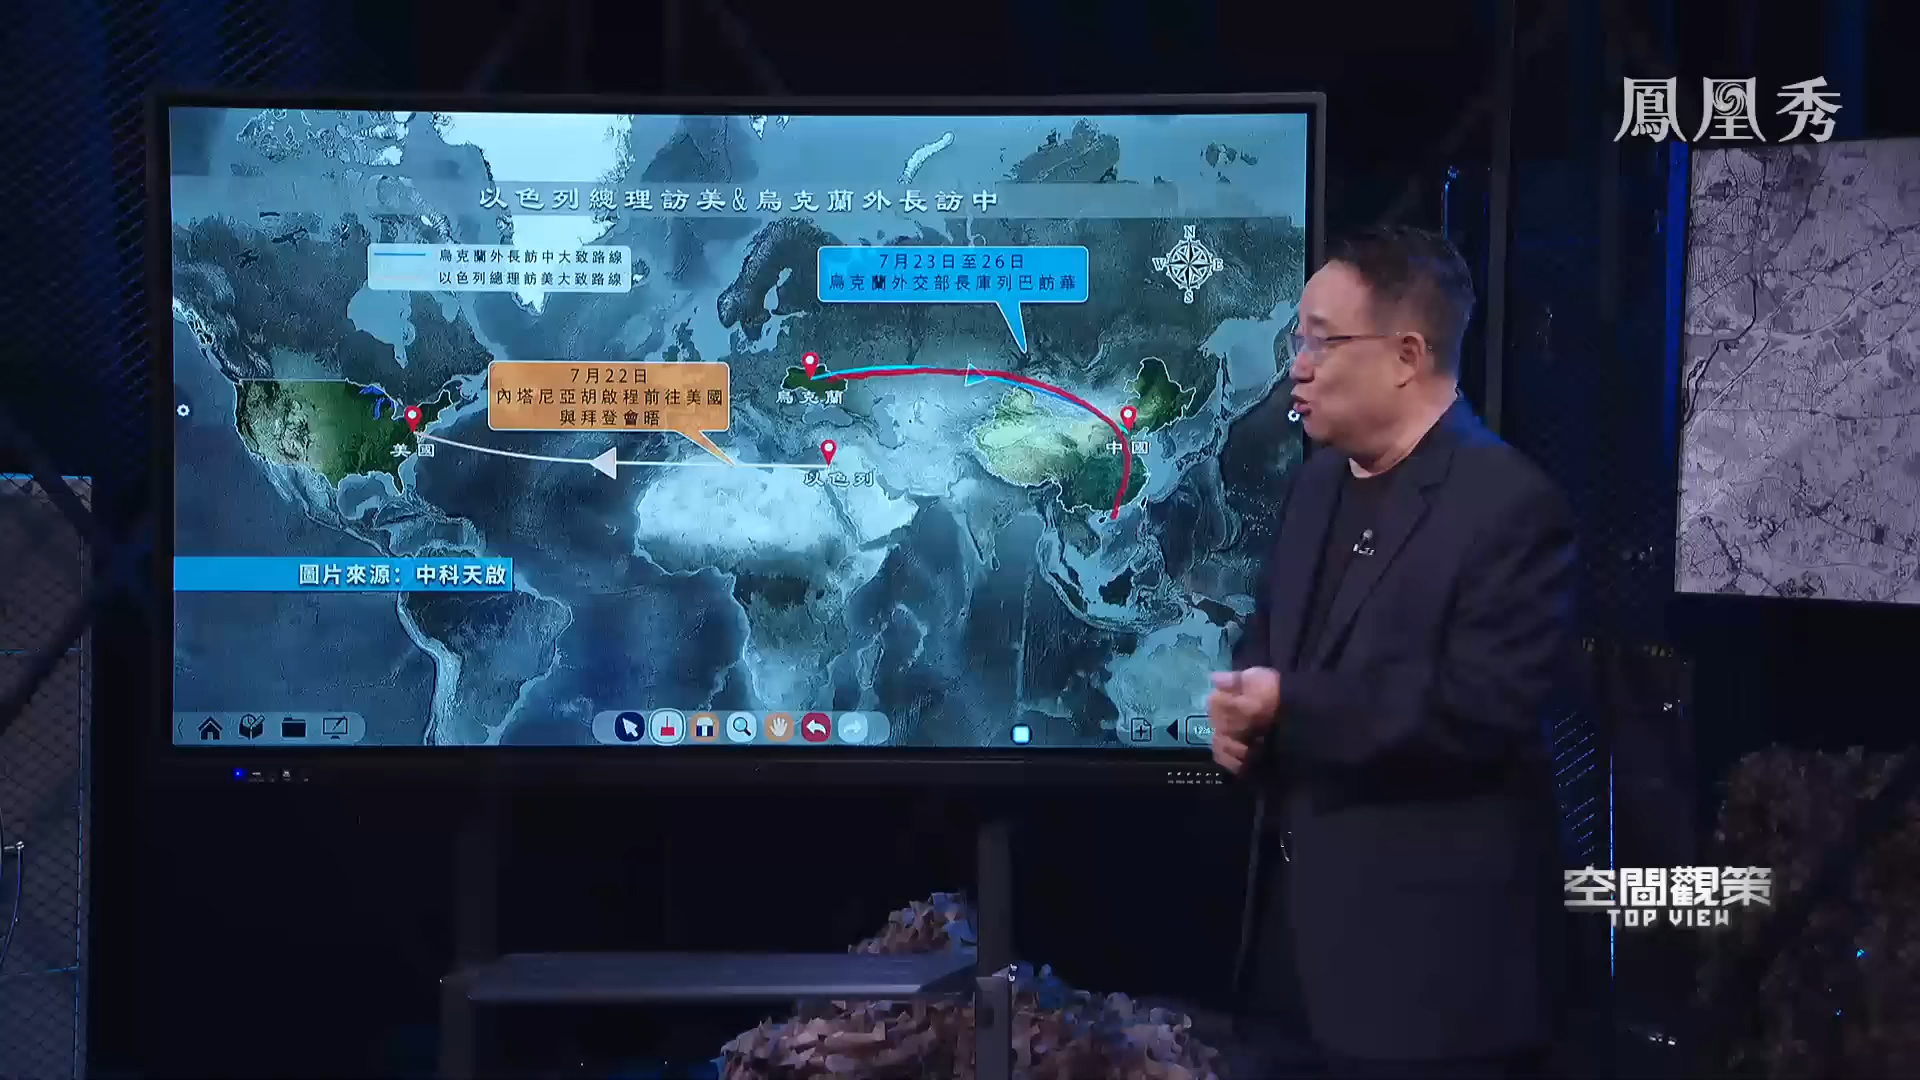 鳳凰秀
以色列總理訪美&烏克蘭外長訪中
烏克蘭外長訪中大致路線
以色列總理訪美大致路線
7月23日至26日
烏克蘭外交部長庫列巴訪華
N
W
E
S
7月22日
內塔尼亞胡啟程前往美國
與拜登會晤
烏克蘭
美國
中國
以色列
圖片來源：中科天啟
空間觀策
TOP VIEW